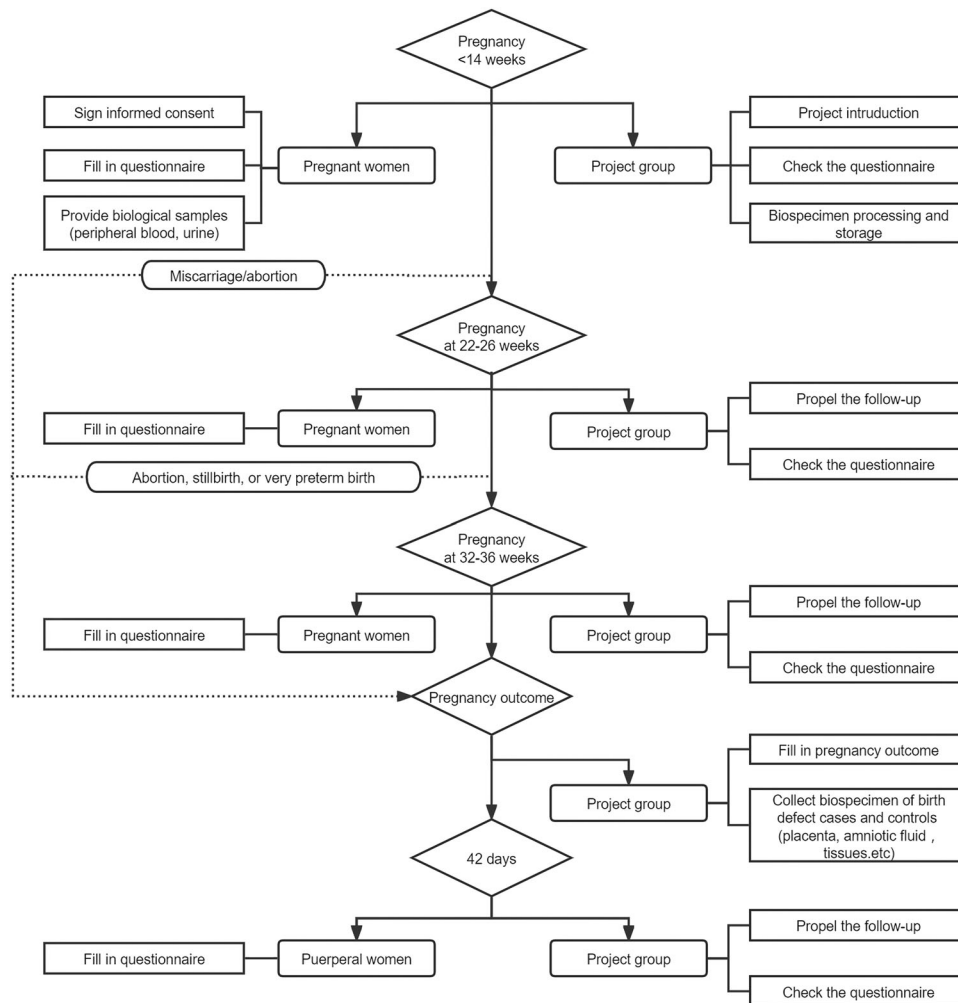 Pregnancy
<14 weeks
Sign informed consent
Project intruduction
Fill in questionnaire
Pregnant women
Project group
Check the questionnaire
Provide biological samples
(peripheral blood, urine)
Biospecimen processing and
storage
Miscarriage/abortion
Pregnancy
at 22-26 weeks
Propel the follow-up
Fill in questionnaire
Pregnant women
Project group
Check the questionnaire
Abortion, stillbirth, or very preterm birth
Pregnancy
at 32-36 weeks
Propel the follow-up
Fill in questionnaire
Pregnant women
Project group
Check the questionnaire
Pregnancy outcome
Fill in pregnancy outcome
Project group
Collect biospecimen of birth
defect cases and controls
(placenta, amniotic fluid ,
tissues.etc)
42 days
Propel the follow-up
Fill in questionnaire
Puerperal women
Project group
Check the questionnaire